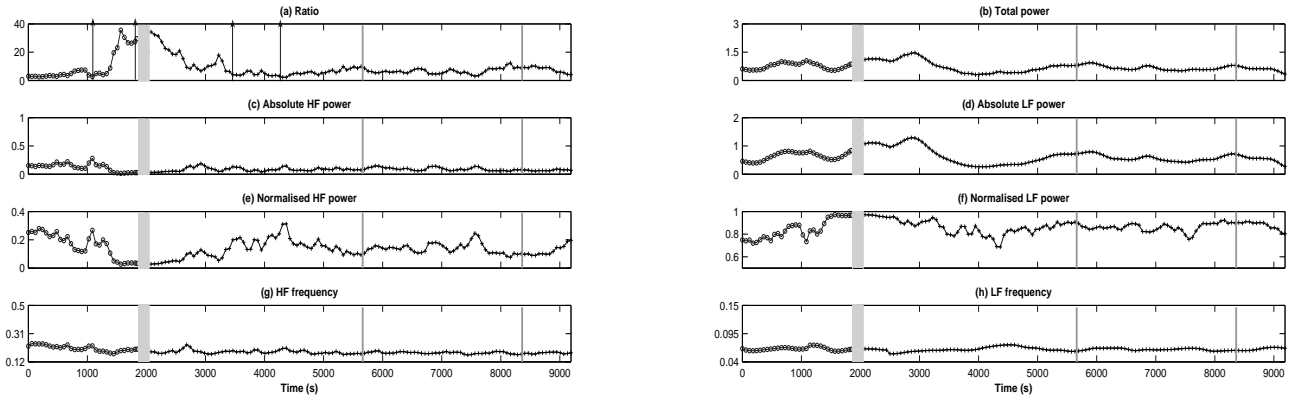 (a) Ratio
40
20
0
0 1000 2000 3000 4000 5000 6000 7000 8000 9000
(b) Total power
3
1.5
0
0 1000 2000 3000 4000 5000 6000 7000 8000 9000
(c) Absolute HF power
1
0.5
0
0 1000 2000 3000 4000 5000 6000 7000 8000 9000
(d) Absolute LF power
2
1
0
0 1000 2000 3000 4000 5000 6000 7000 8000 9000
(e) Normalised HF power
0.4
0.2
0
0 1000 2000 3000 4000 5000 6000 7000 8000 9000
(f) Normalised LF power
1
0.8
0.6
0 1000 2000 3000 4000 5000 6000 7000 8000 9000
(g) HF frequency
0.5
0.31
0.12
0 1000 2000 3000 4000 5000 6000 7000 8000 9000
Time (s)
(h) LF frequency
0.15
0.095
0.04
0 1000 2000 3000 4000 5000 6000 7000 8000 9000
Time (s)